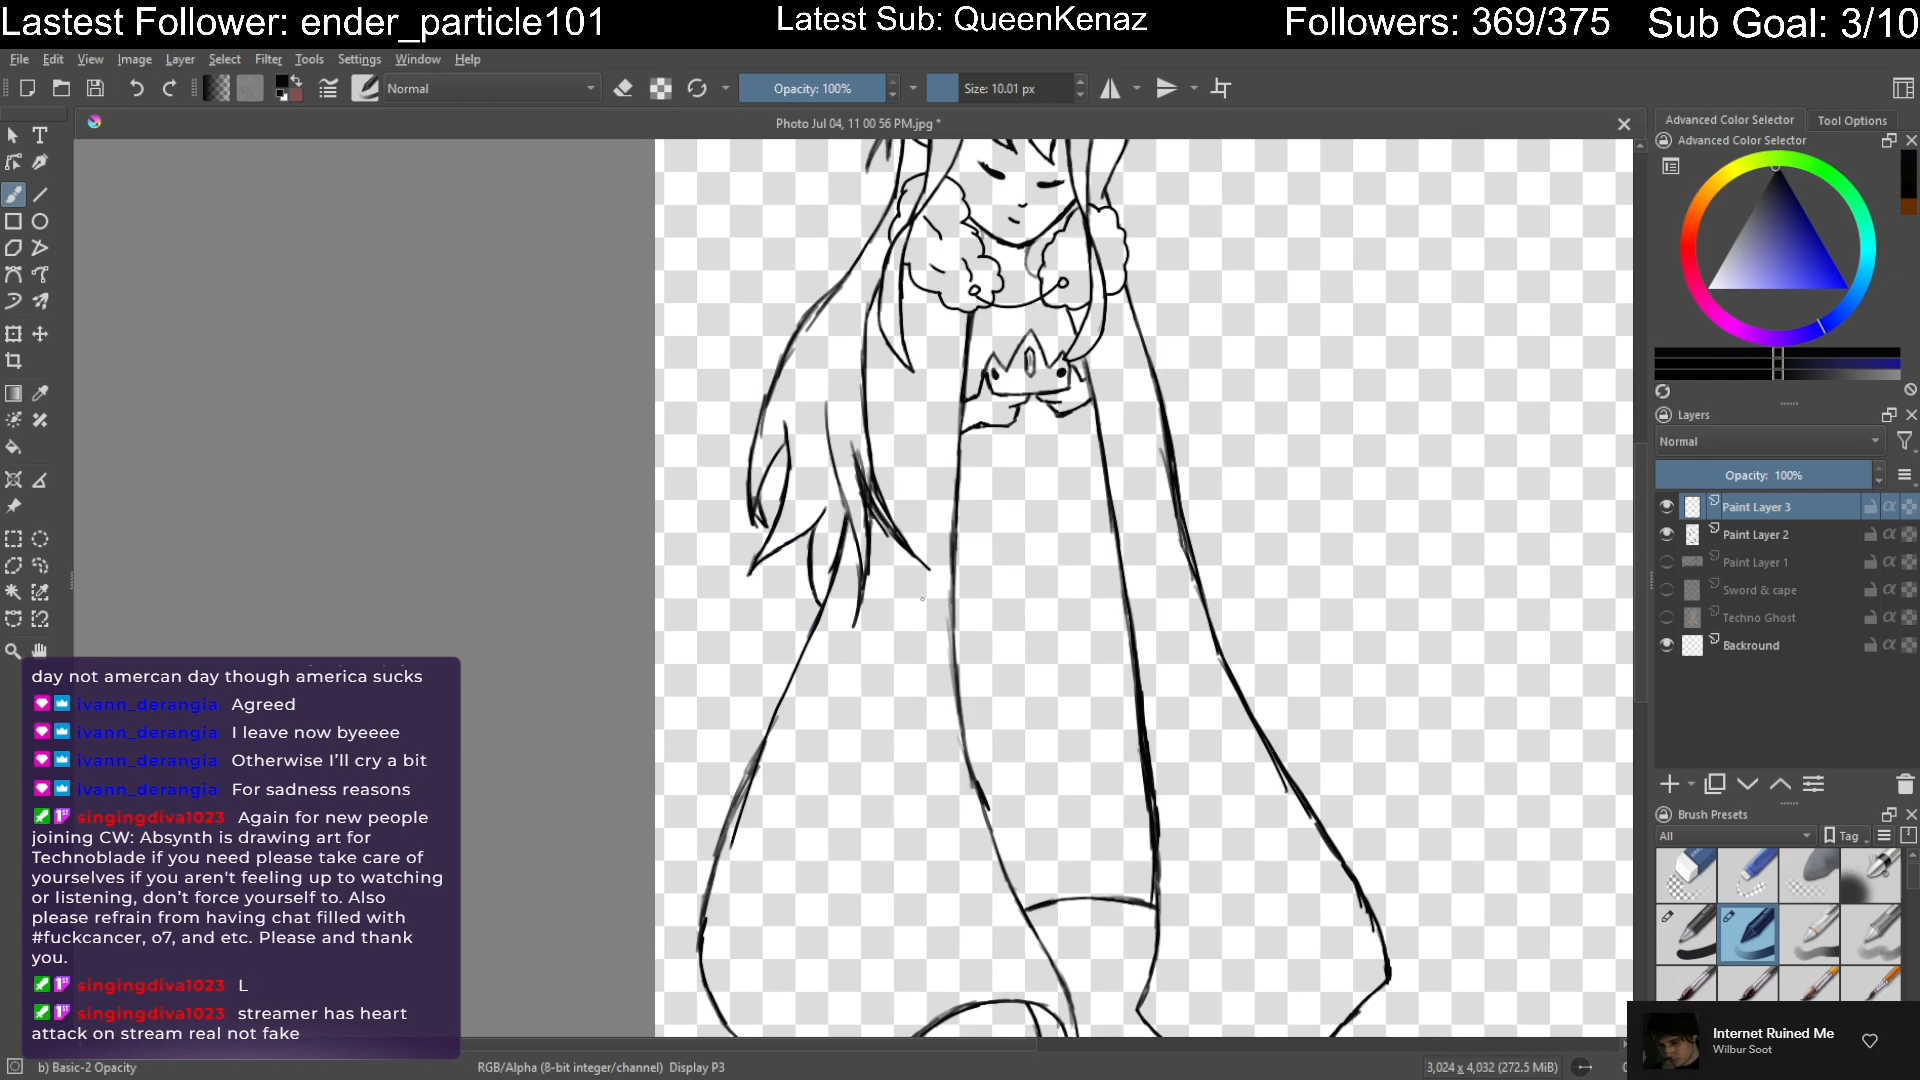 Lastest Follower: ender_particle101
Latest Sub: QueenKenaz
Followers: 369/375
Sub Goal: 3/10
File Edit View Image Layer Select Filter Tools Settings Window Help
Normal
Opacity: 100%
Size: 10.01 px
Photo Jul 04, 11 00 56 PM.jpg *
Advanced Color Selector
Tool Options
Advanced Color Selector
Layers
Normal
Opacity: 100%
Paint Layer 3
Paint Layer 2
Paint Layer 1
Sword & cape
Techno Ghost
Backround
Brush Presets
All
Tag
day not amercan day though america sucks
ivann_derangia: Agreed
ivann_derangia: I leave now byeeee
ivann_derangia: Otherwise I'll cry a bit
ivann_derangia: For sadness reasons
singingdiva1023: Again for new people
joining CW: Absynth is drawing art for
Technoblade if you need please take care of
yourselves if you aren't feeling up to watching
or listening, don't force yourself to. Also
please refrain from having chat filled with
#fuckcancer, o7, and etc. Please and thank
you.
singingdiva1023: L
singingdiva1023: streamer has heart
attack on stream real not fake
Internet Ruined Me
Wilbur Soot
b) Basic-2 Opacity
RGB/Alpha (8-bit integer/channel) Display P3
3,024 x 4,032 (272.5 MiB)